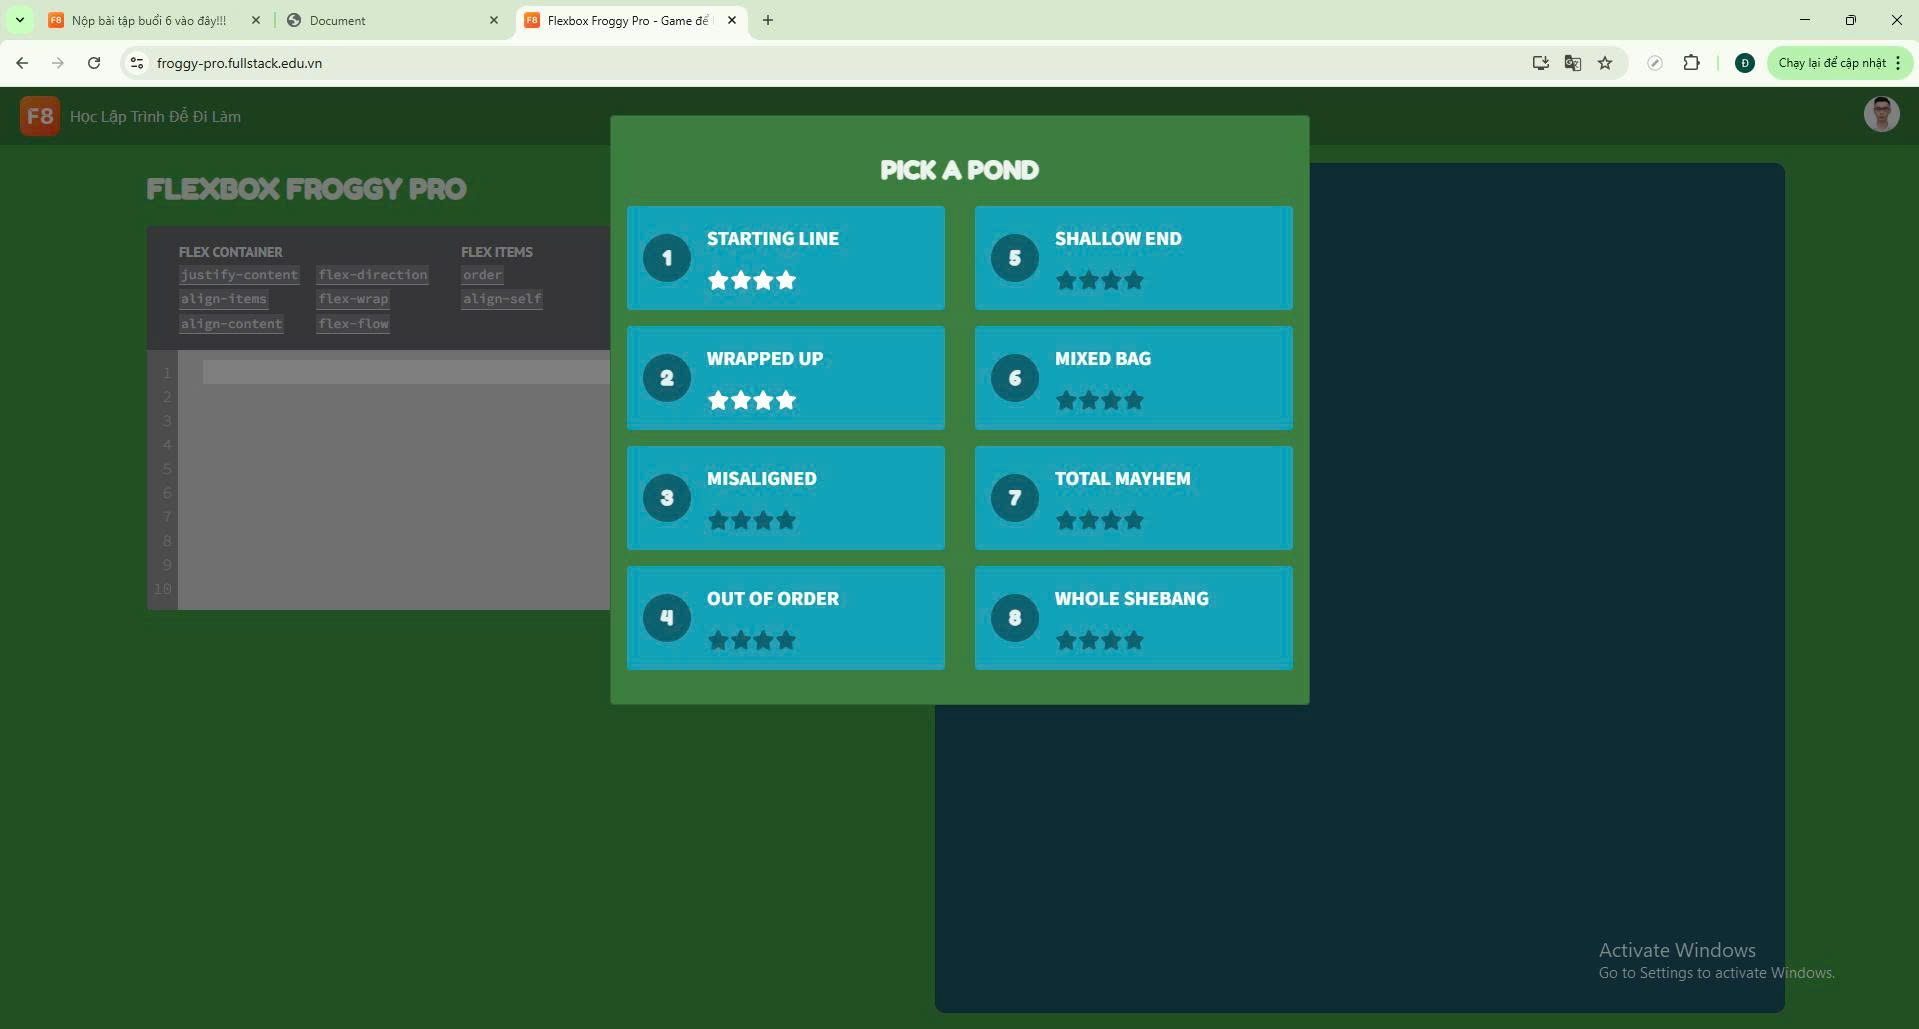 Nộp bài tập buổi 6 vào đây!!!
Document
Flexbox Froggy Pro - Game để
froggy-pro.fullstack.edu.vn
Đ
Chạy lại để cập nhật
F8 Học Lập Trình Để Đi Làm
FLEXBOX FROGGY PRO
FLEX CONTAINER
justify-content flex-direction
align-items flex-wrap
align-content flex-flow
FLEX ITEMS
order
align-self
1
2
3
4
5
6
7
8
9
10
PICK A POND
1 STARTING LINE
2 WRAPPED UP
3 MISALIGNED
4 OUT OF ORDER
5 SHALLOW END
6 MIXED BAG
7 TOTAL MAYHEM
8 WHOLE SHEBANG
Activate Windows
Go to Settings to activate Windows.